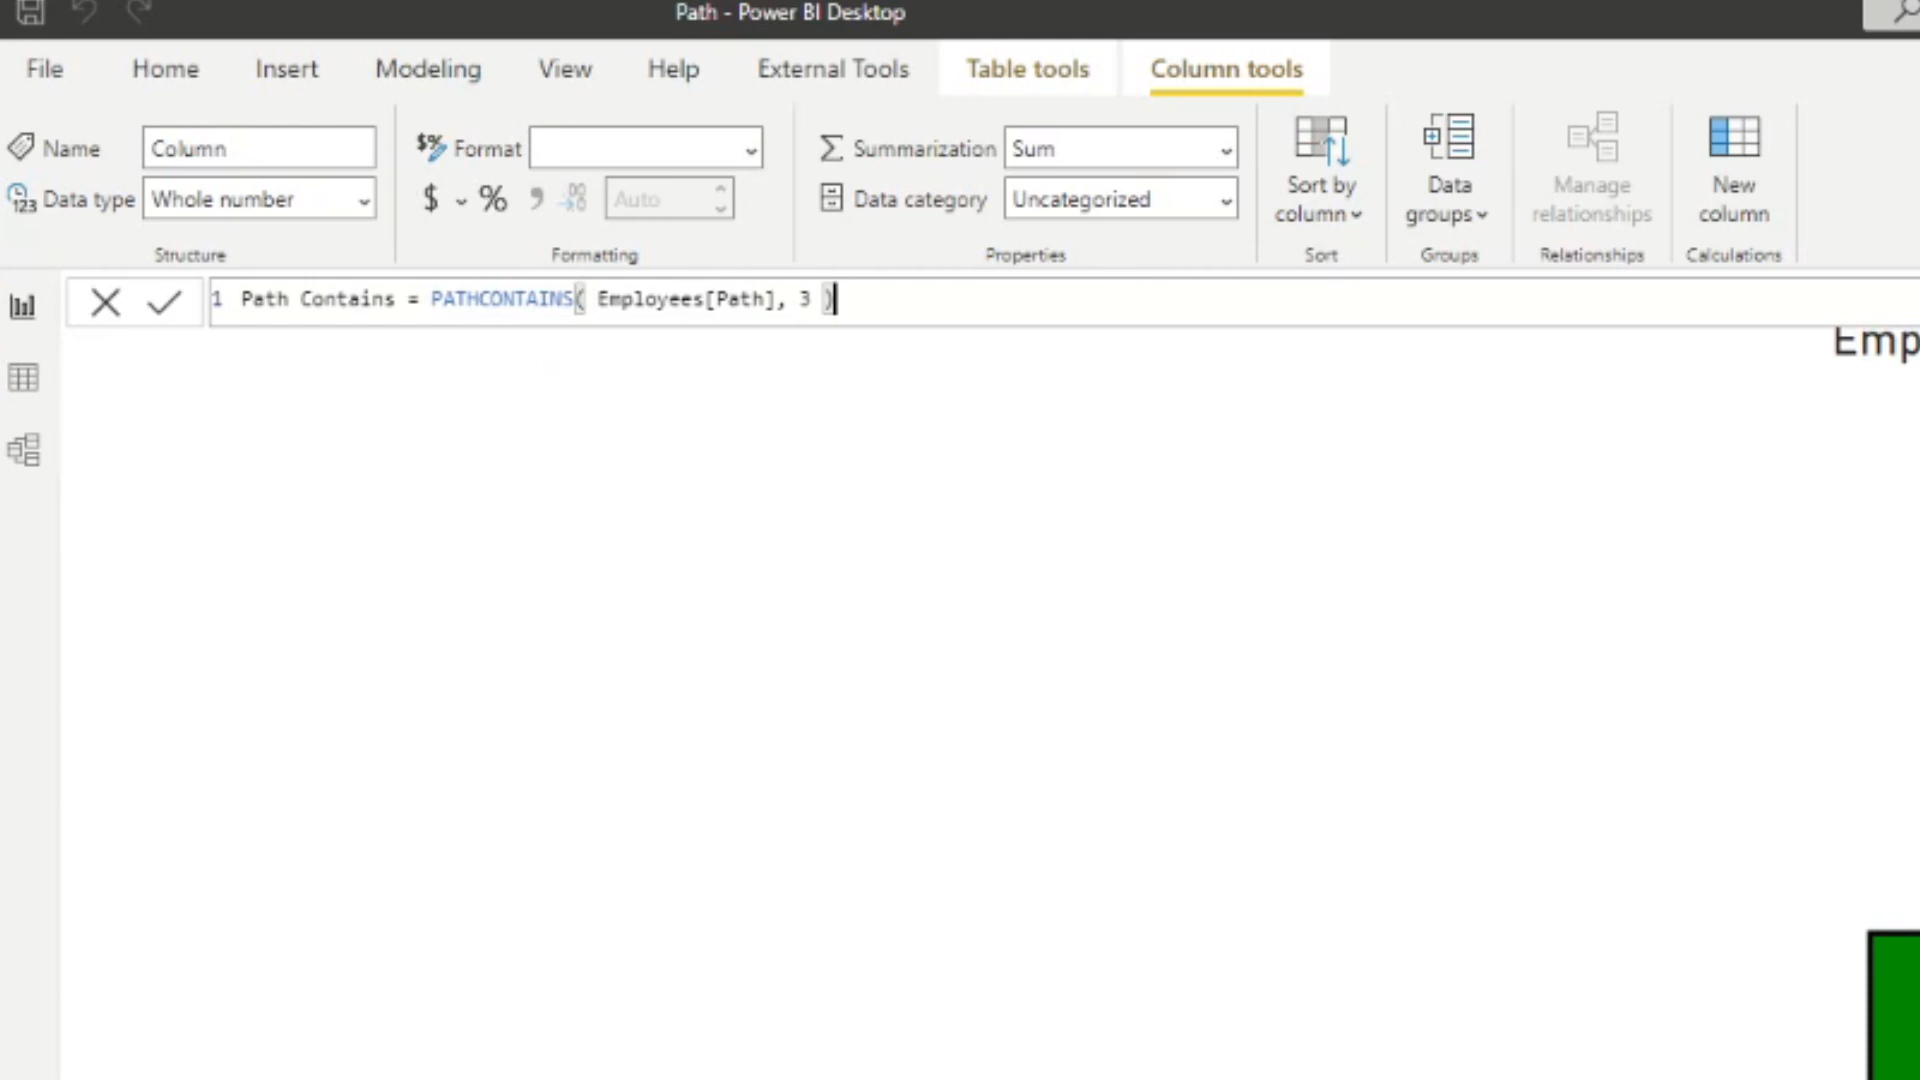 Path - Power BI Desktop
File Home Insert Modeling View Help External Tools Table tools Column tools
Name Column $% Format Summarization Sum
Data type Whole number $ % 9 .00 Auto Data category Uncategorized
Sort by column
Data groups
Manage relationships
New column
Structure Formatting Properties Sort Groups Relationships Calculations
1 Path Contains = PATHCONTAINS( Employees[Path], 3 )
Emp